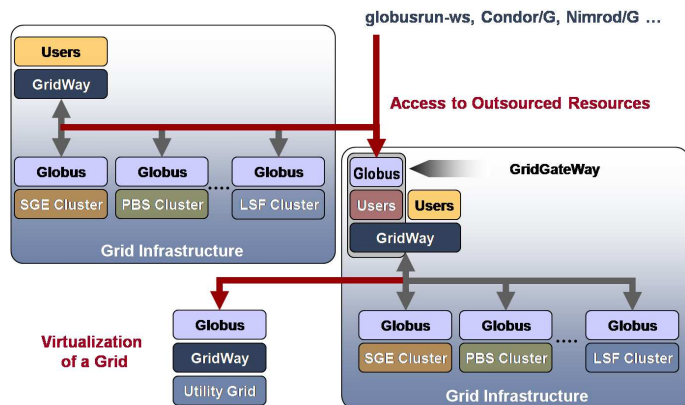 globusrun-ws, Condor/G, Nimrod/G ...
Users
GridWay
Access to Outsourced Resources
Globus
Globus
Globus
SGE Cluster
PBS Cluster
....
LSF Cluster
Grid Infrastructure
Globus
GridGateWay
Users
Users
GridWay
Virtualization
of a Grid
Globus
GridWay
Utility Grid
Globus
Globus
Globus
SGE Cluster
PBS Cluster
....
LSF Cluster
Grid Infrastructure